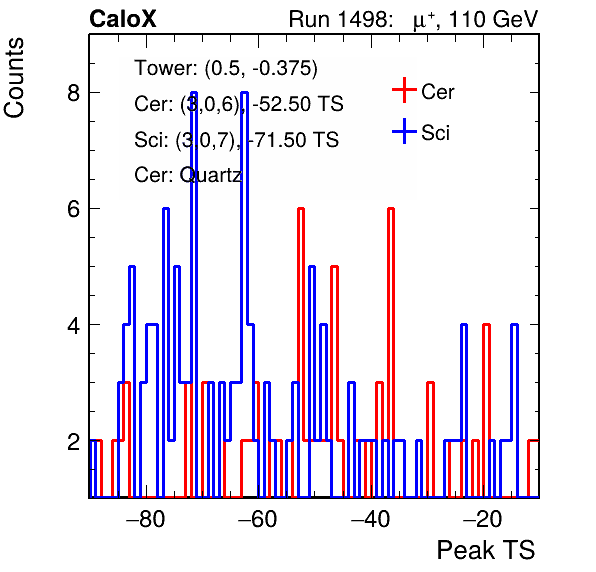 CaloX Run 1498: μ⁺, 110 GeV
Counts
Tower: (0.5, -0.375)
Cer: (3,0,6), -52.50 TS
Sci: (3,0,7), -71.50 TS
Cer: Quartz
Cer
Sci
8
6
4
2
−80 −60 −40 −20
Peak TS